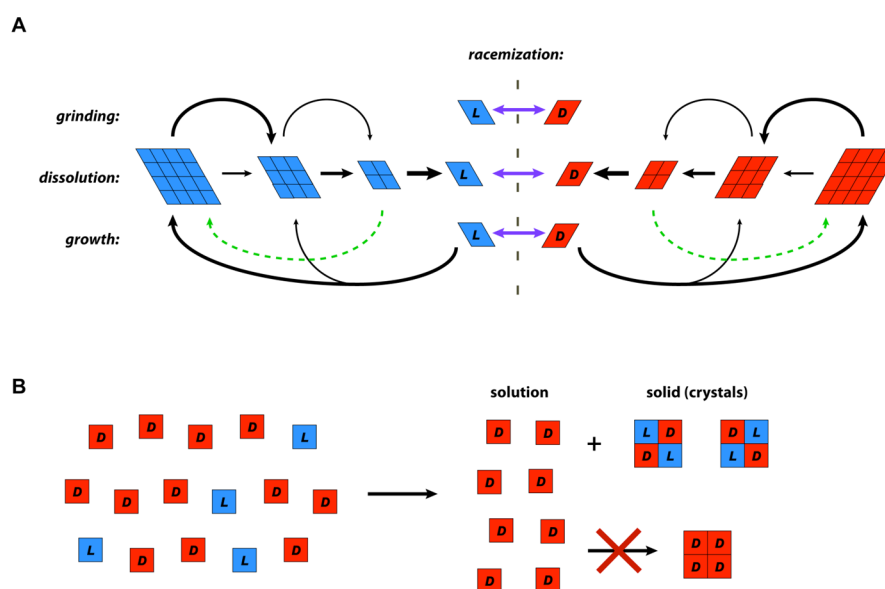 A
racemization:
grinding:
L D
dissolution:
L D
growth:
L D
B
solution solid (crystals)
D D D D L
D D D L D D
L D D L D
D D
D D
D D
D D
+
L D
D L
D L
L D
D D
D D